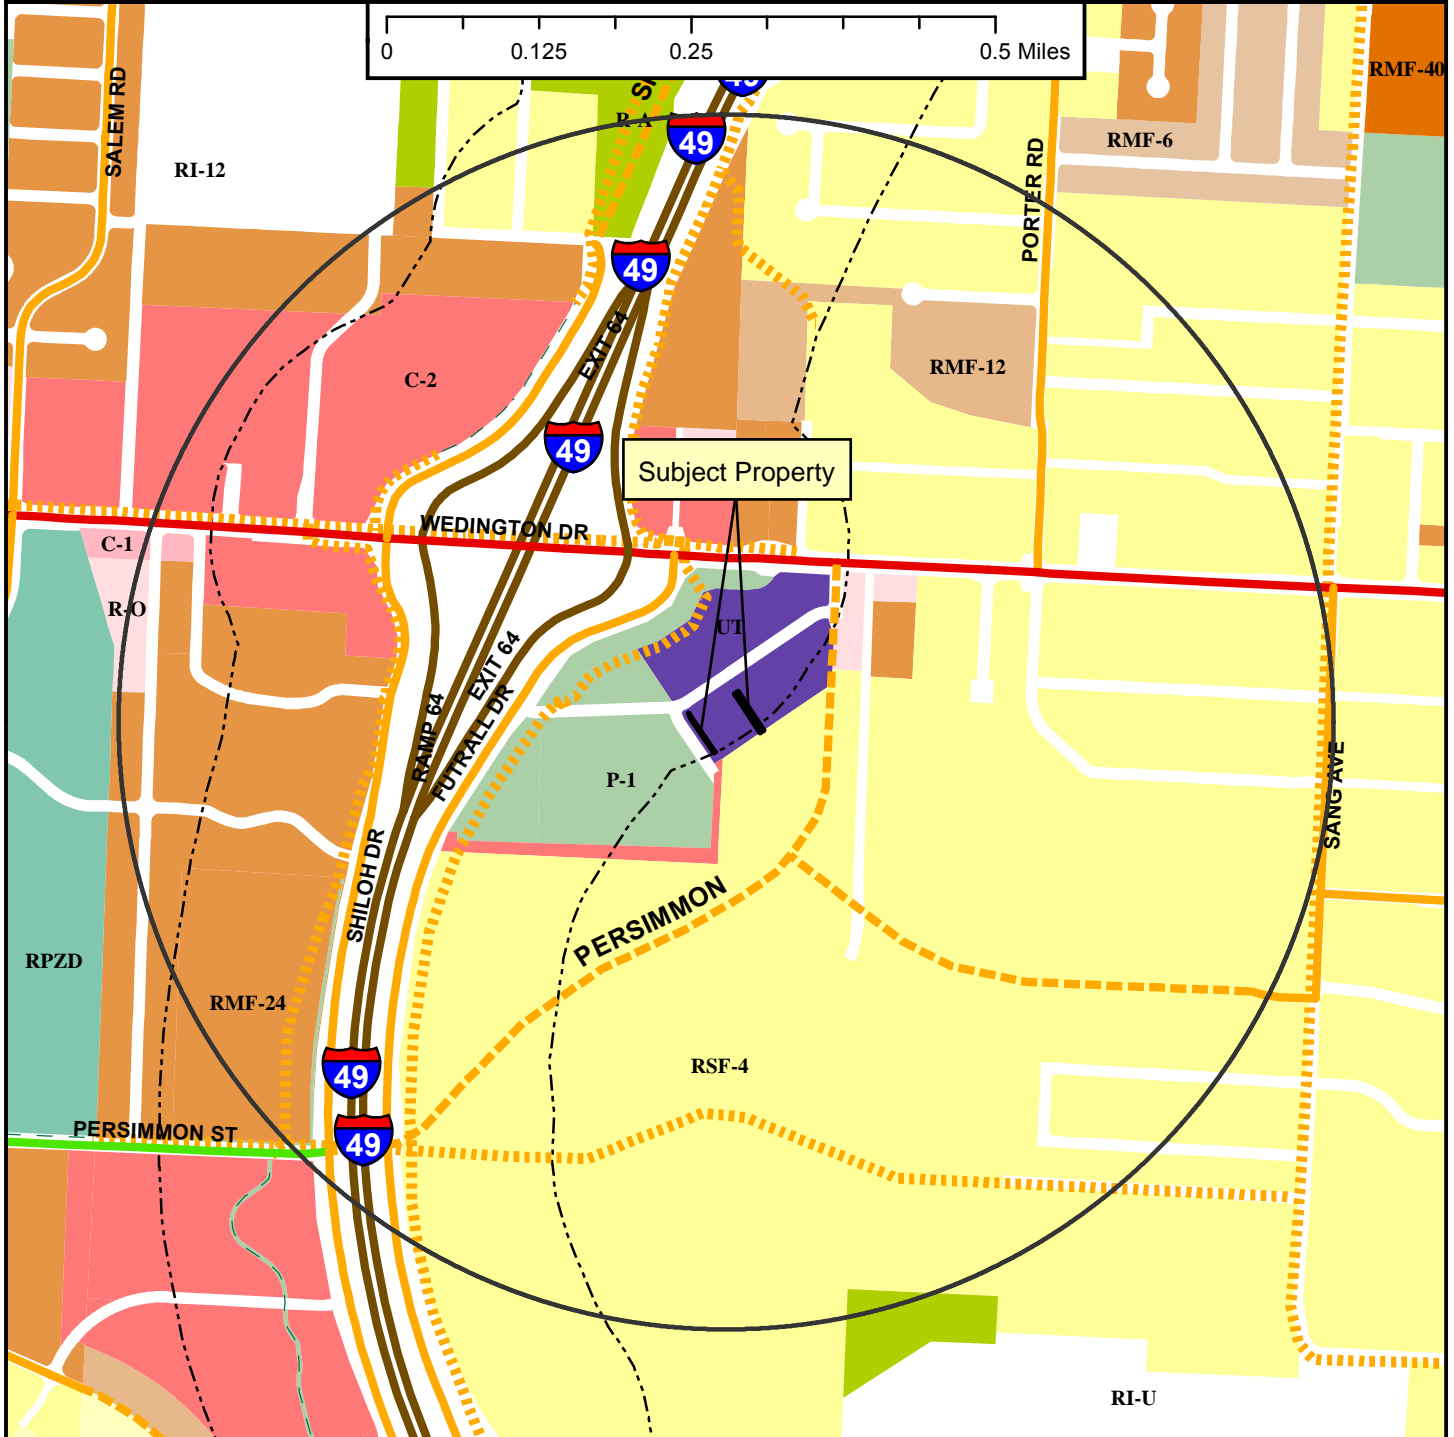 0 0.125 0.25 0.5 Miles
SALEM RD
RMF-40
R-A
49
RMF-6
RI-12
PORTER RD
49
EXIT 64
RMF-12
C-2
49
Subject Property
WEDINGTON DR
C-1
R-O
UT
EXIT 64
RAMP 64
FUTRALL DR
P-1
SANG AVE
SHILOH DR
PERSIMMON
RPZD
RMF-24
RSF-4
49
PERSIMMON ST
49
RI-U